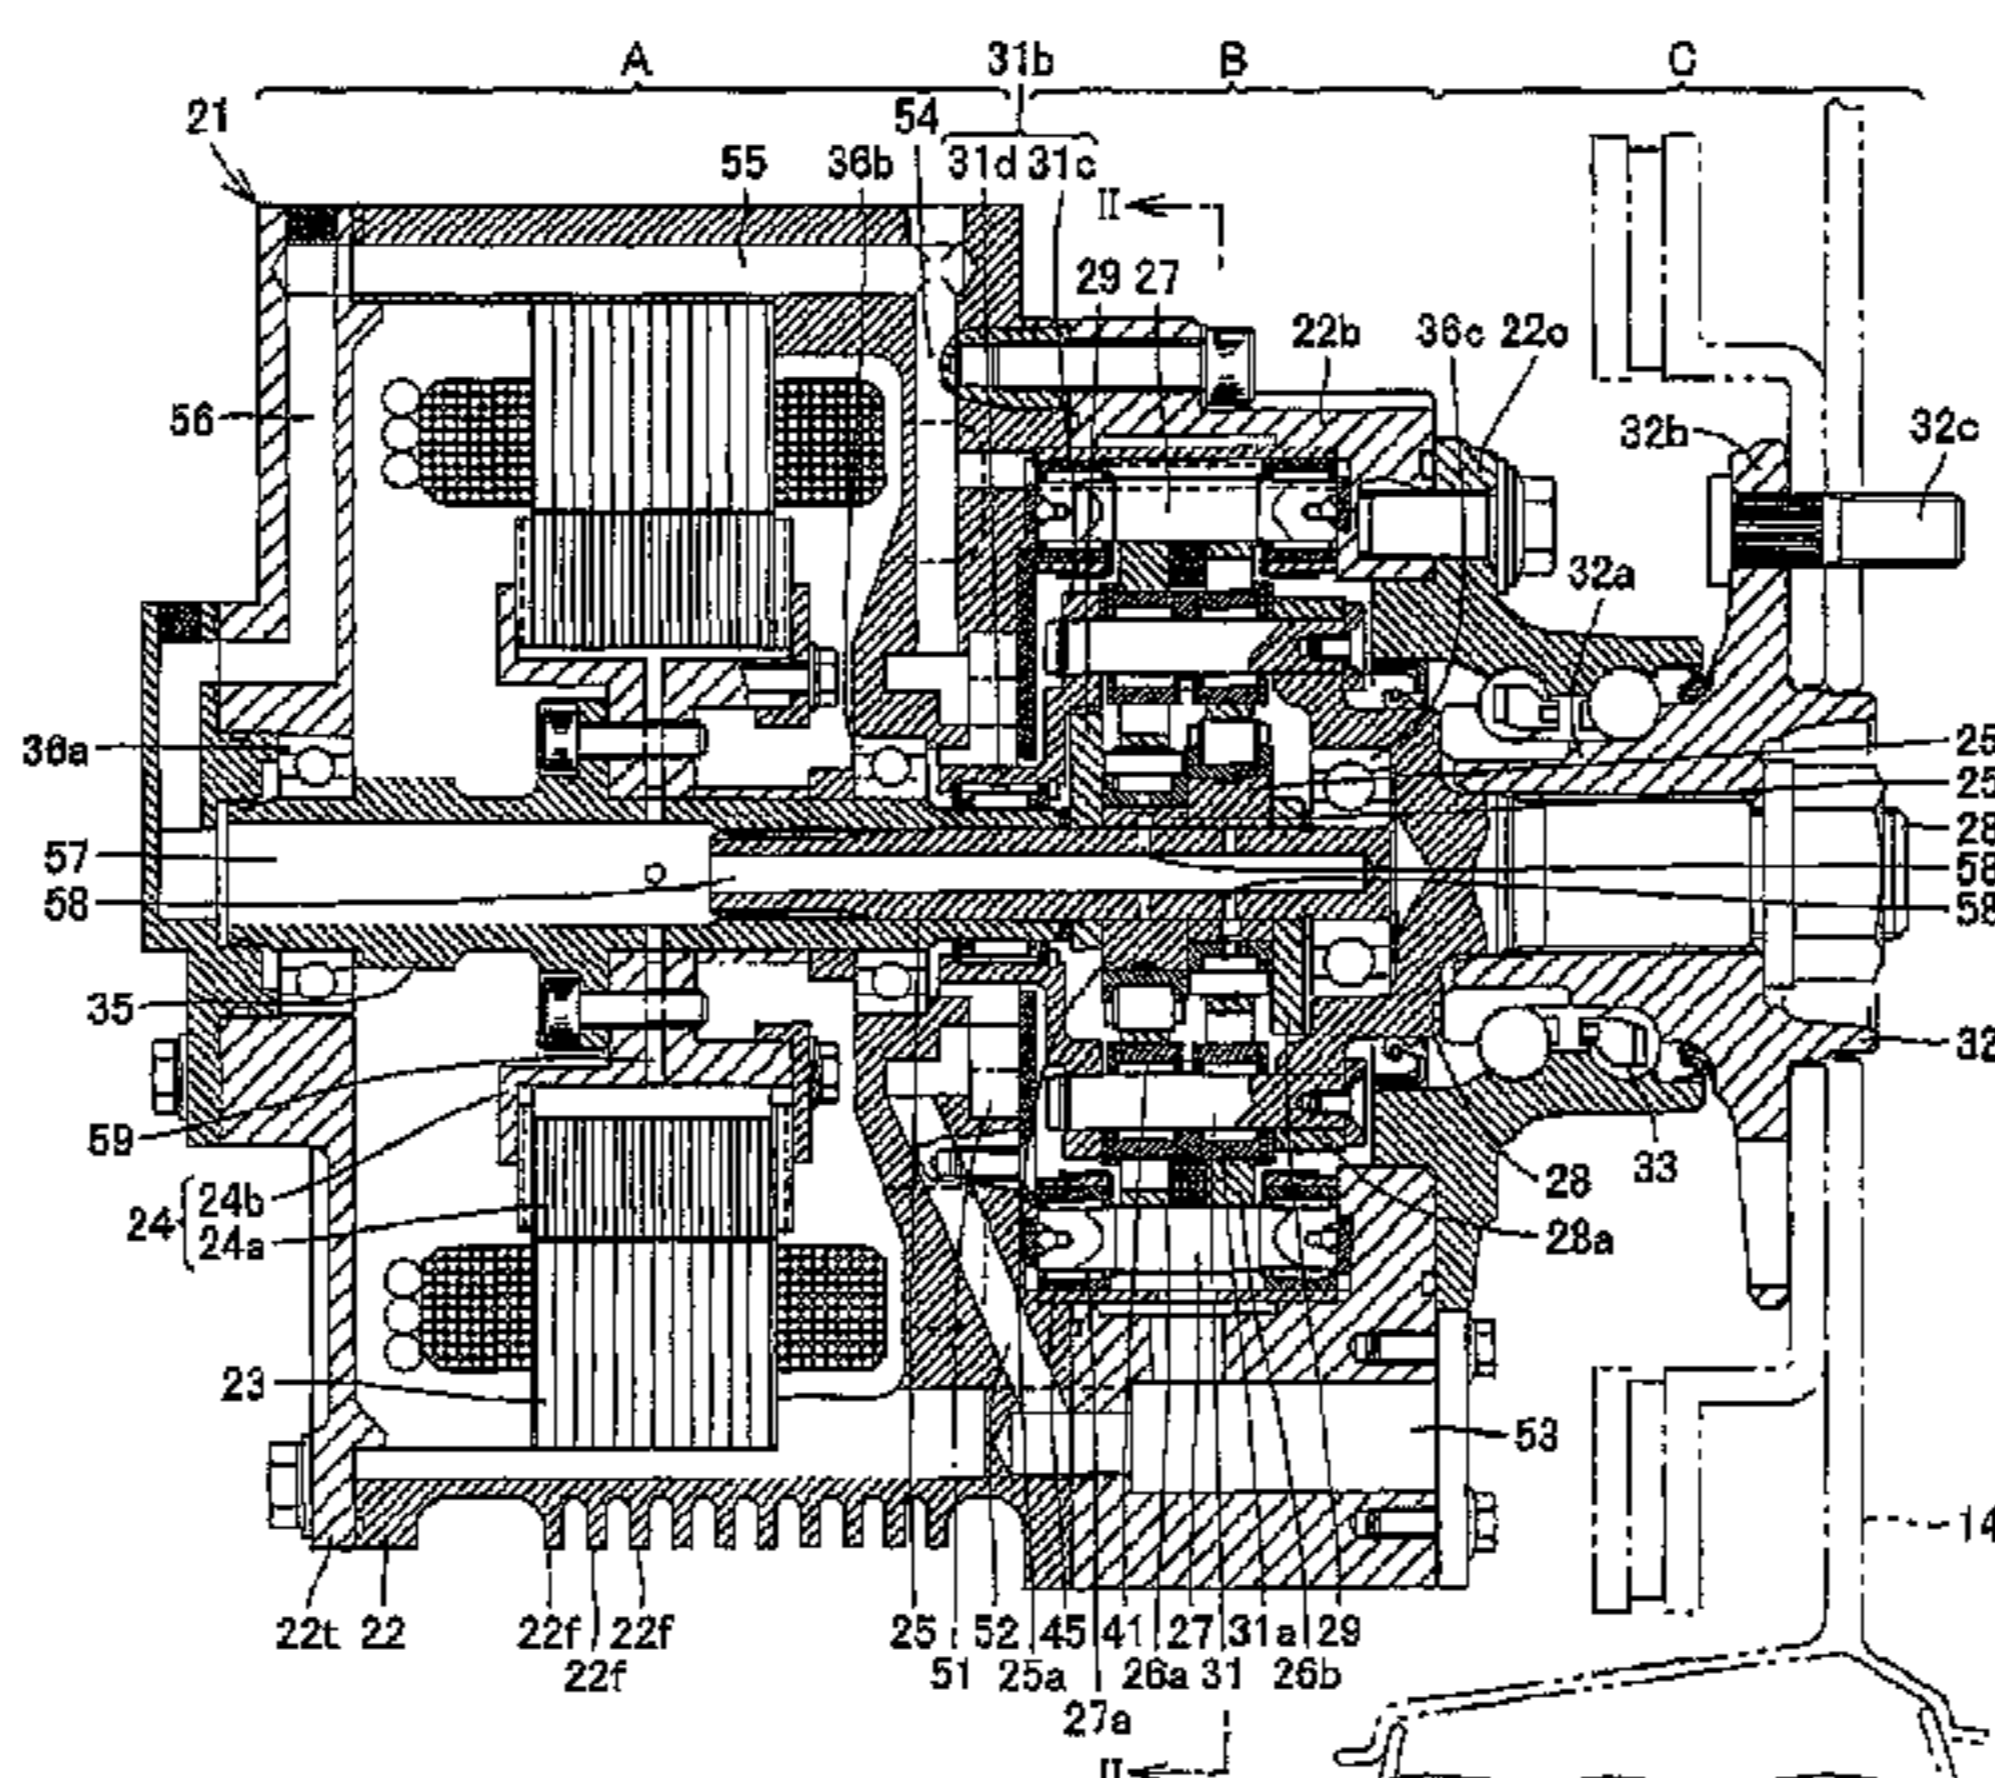 A 31b B C
21 54
55 36b 31d 31c
II
29 27
22b 36c 22c
56 32b 32c
32a
36a 25
25
57 28
58 58
58
35
32
59
24 24b 28 33
24a 28a
23
53
14
22t 22 22f 22f 25 52 45 41 27 31a 29
22f 51 25a 26a 31 26b
27a
II